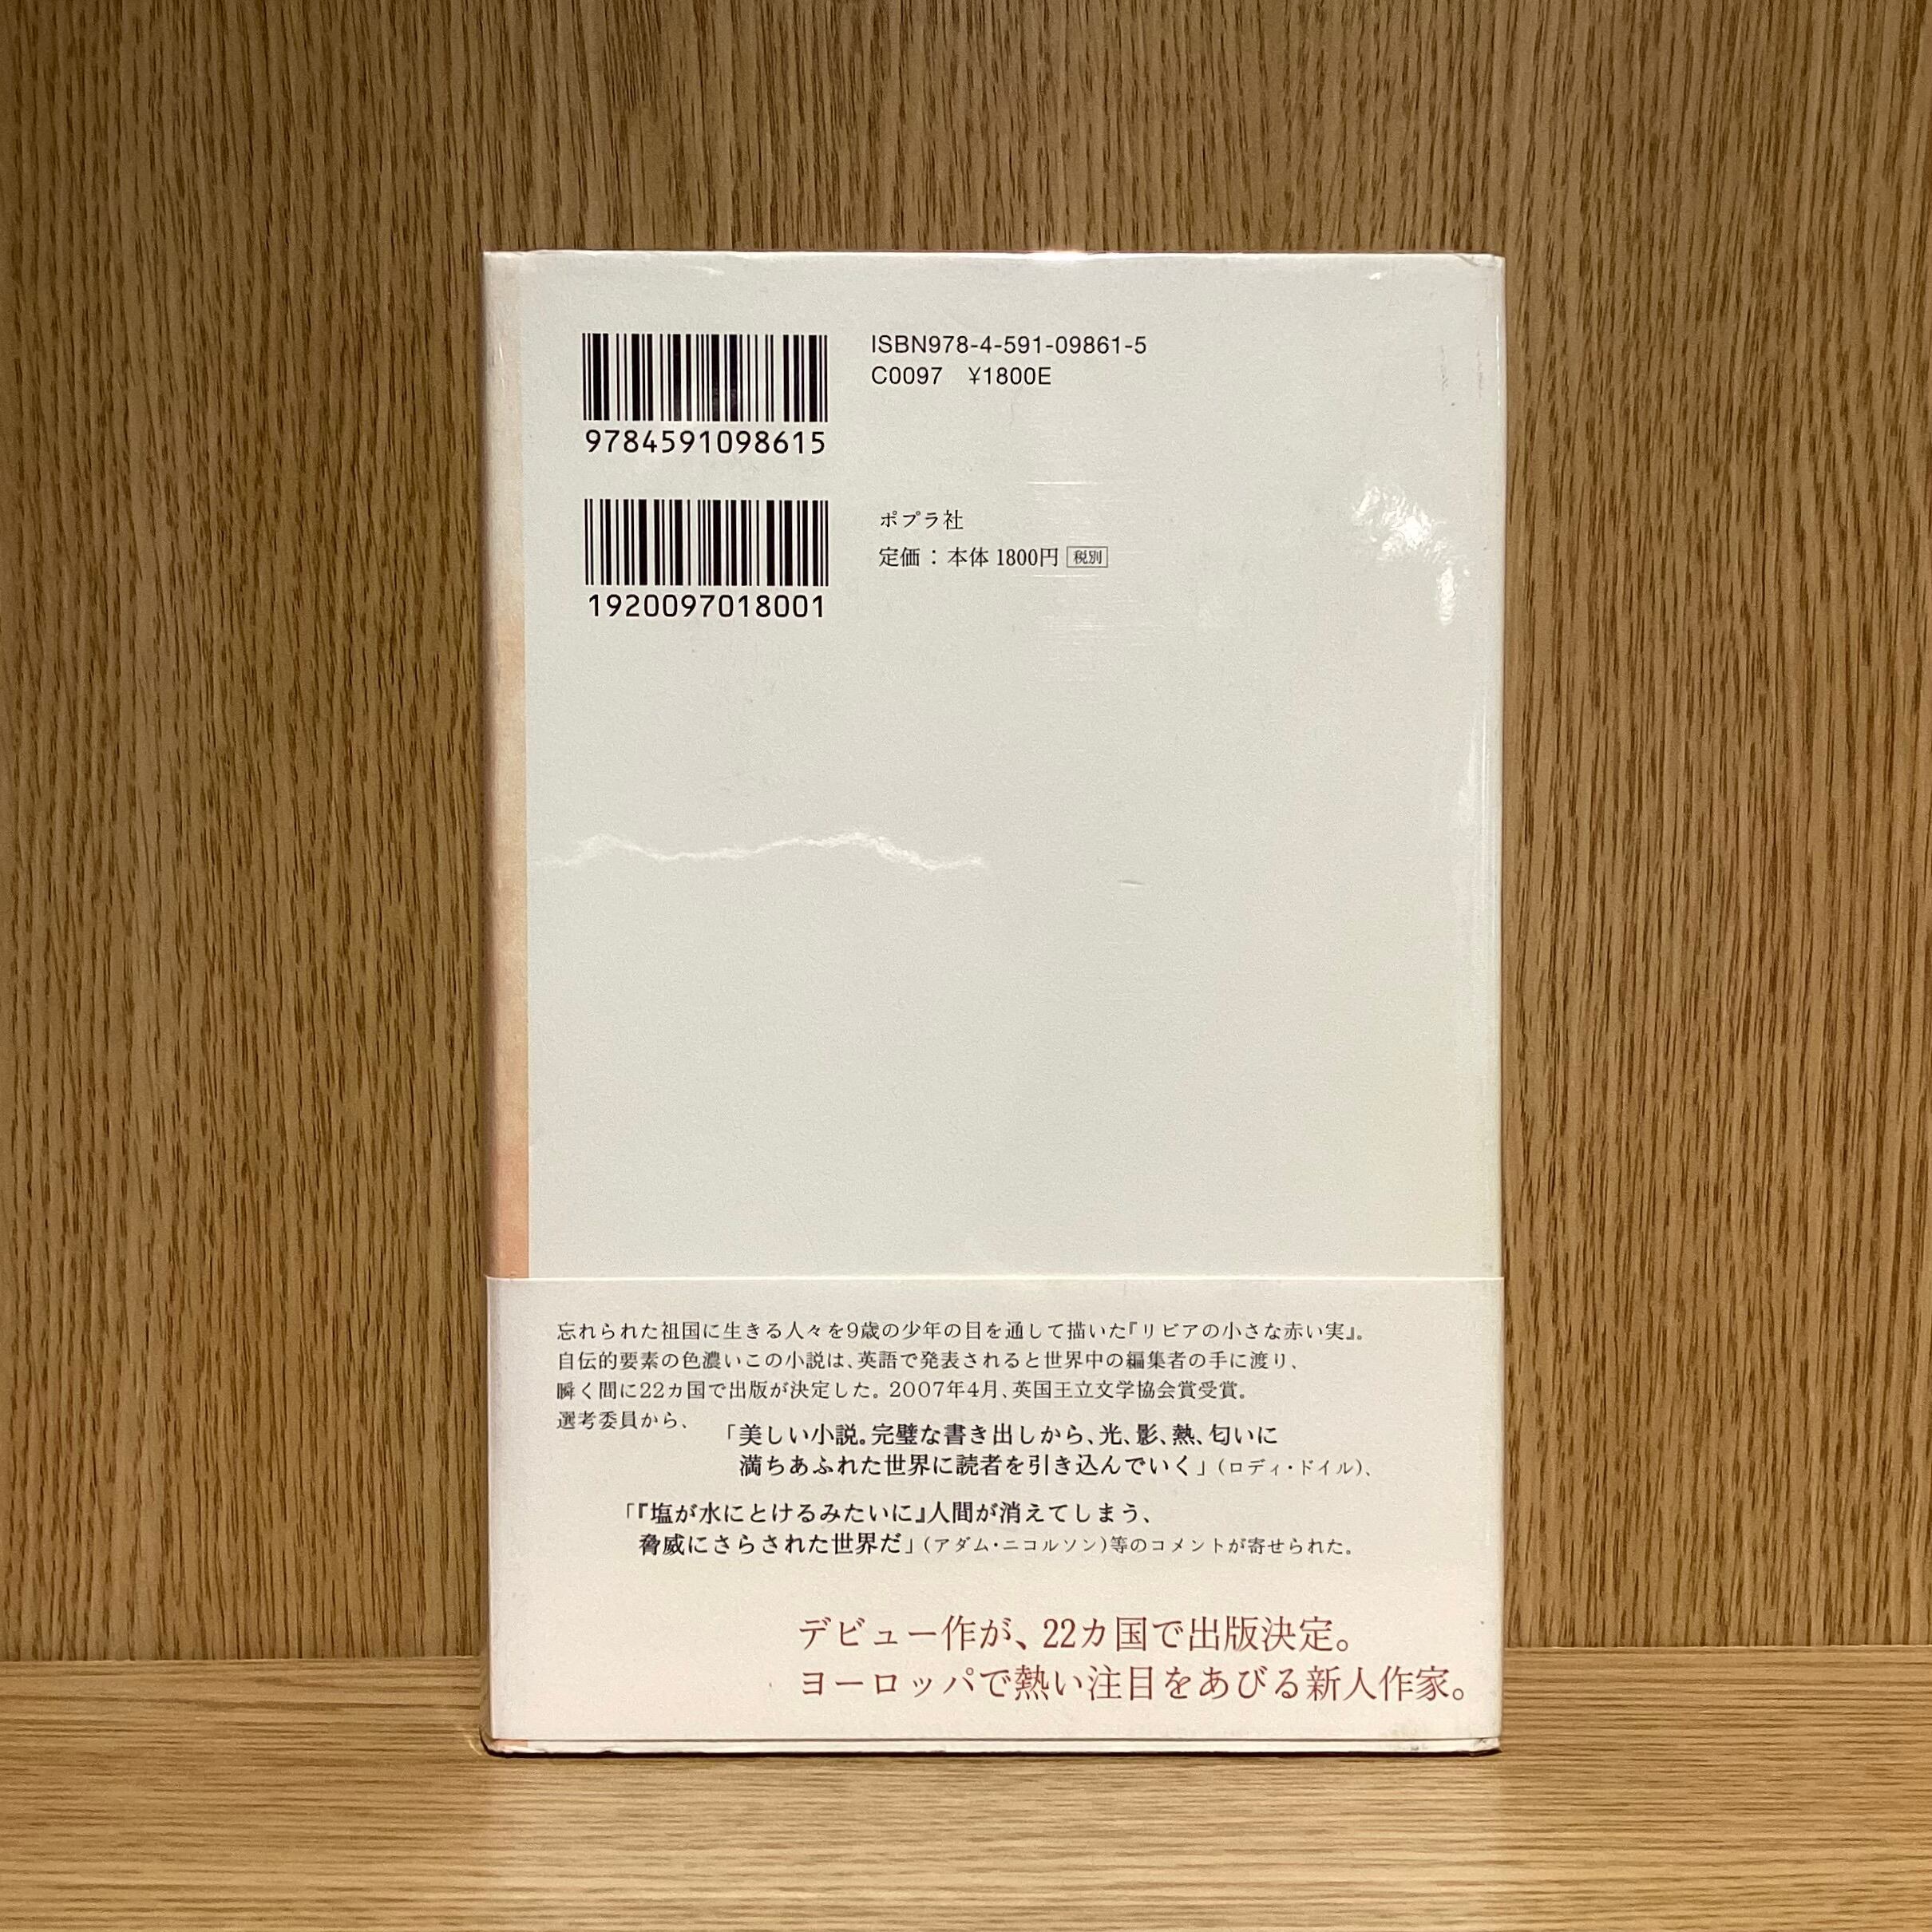 ISBN978-4-591-09861-5
C0097 ¥1800E
9784591098615
ポプラ社
定価：本体1800円 税別
1920097018001
忘れられた祖国に生きる人々を9歳の少年の目を通して描いた『リビアの小さな赤い実』。
自伝的要素の色濃いこの小説は、英語で発表されると世界中の編集者の手に渡り、
瞬く間に22カ国で出版が決定した。2007年4月、英国王立文学協会賞受賞。
選考委員から、
「美しい小説。完璧な書き出しから、光、影、熱、匂いに
満ちあふれた世界に読者を引き込んでいく」（ロディ・ドイル）、
「『塩が水にとけるみたいに』人間が消えてしまう、
脅威にさらされた世界だ」（アダム・ニコルソン）等のコメントが寄せられた。
デビュー作が、22カ国で出版決定。
ヨーロッパで熱い注目をあびる新人作家。